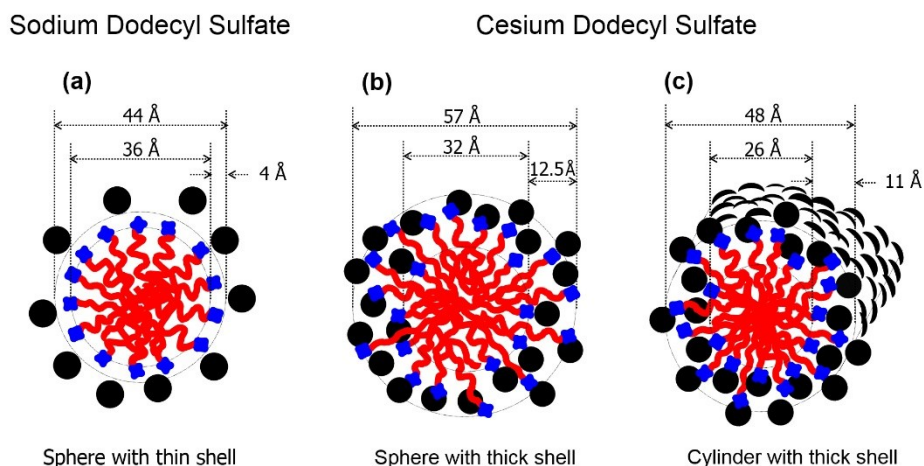 Sodium Dodecyl Sulfate
Cesium Dodecyl Sulfate
(a)
44 Å
36 Å
4 Å
Sphere with thin shell
(b)
57 Å
32 Å
12.5Å
Sphere with thick shell
(c)
48 Å
26 Å
11 Å
Cylinder with thick shell